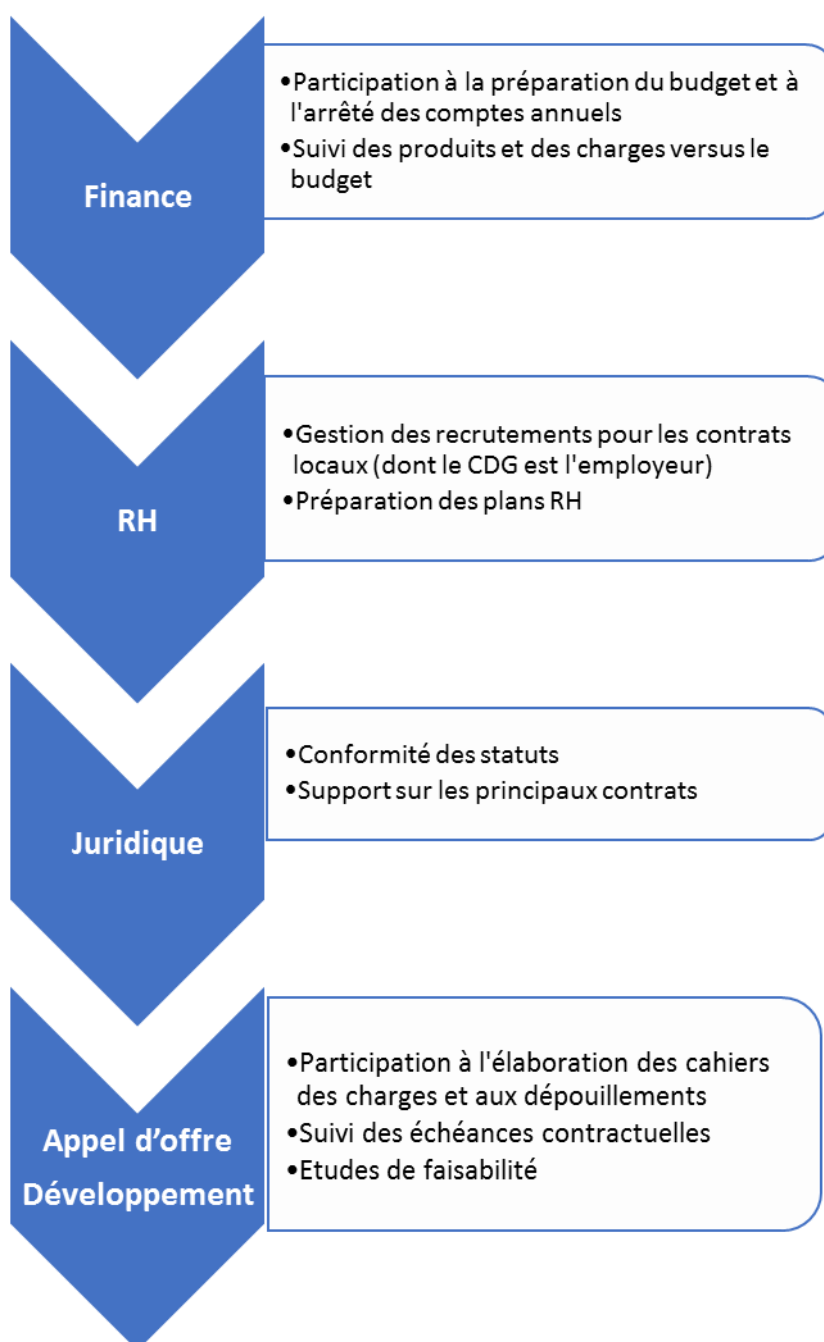 Finance
•Participation à la préparation du budget et à
l'arrêté des comptes annuels
•Suivi des produits et des charges versus le
budget
RH
•Gestion des recrutements pour les contrats
locaux (dont le CDG est l'employeur)
•Préparation des plans RH
Juridique
•Conformité des statuts
•Support sur les principaux contrats
Appel d’offre
Développement
•Participation à l'élaboration des cahiers
des charges et aux dépouillements
•Suivi des échéances contractuelles
•Etudes de faisabilité